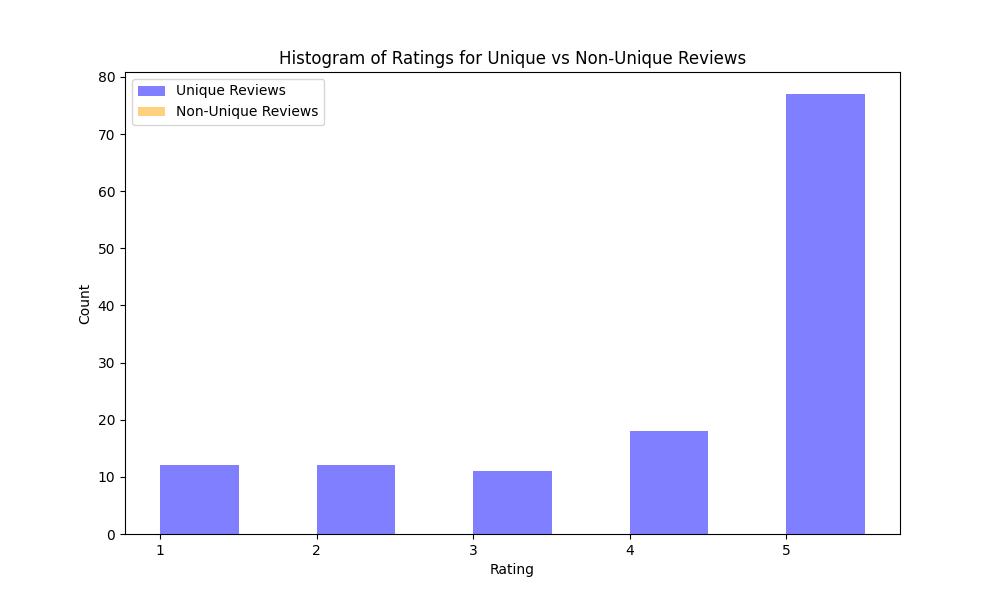 Histogram of Ratings for Unique vs Non-Unique Reviews
Unique Reviews
Non-Unique Reviews
80
70
60
50
40
30
20
10
0
Count
1 2 3 4 5
Rating